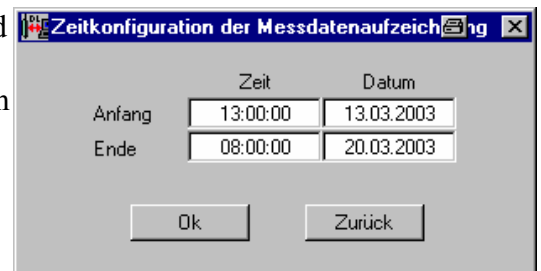 Zeitkonfiguration der Messdatenaufzeich ng
Zeit Datum
Anfang 13:00:00 13.03.2003
Ende 08:00:00 20.03.2003
Ok Zurück